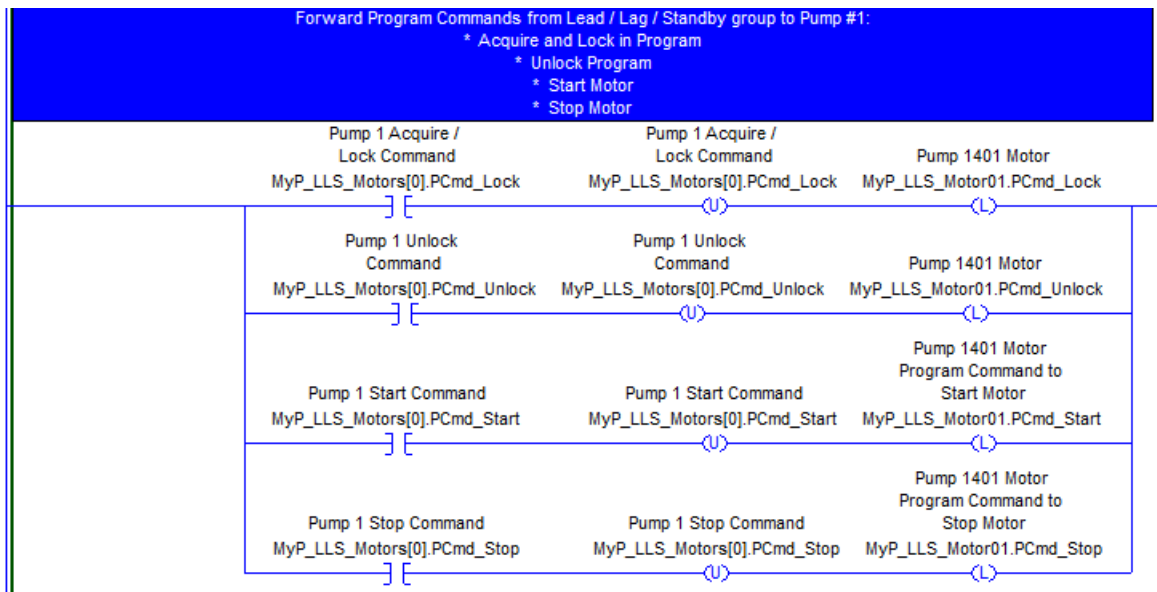 Forward Program Commands from Lead / Lag / Standby group to Pump #1:
* Acquire and Lock in Program
* Unlock Program
* Start Motor
* Stop Motor
Pump 1 Acquire /
Lock Command
MyP_LLS_Motors[0].PCmd_Lock
Pump 1 Acquire /
Lock Command
MyP_LLS_Motors[0].PCmd_Lock
(U)
Pump 1401 Motor
MyP_LLS_Motor01.PCmd_Lock
(L)
Pump 1 Unlock
Command
MyP_LLS_Motors[0].PCmd_Unlock
Pump 1 Unlock
Command
MyP_LLS_Motors[0].PCmd_Unlock
(U)
Pump 1401 Motor
MyP_LLS_Motor01.PCmd_Unlock
(L)
Pump 1 Start Command
MyP_LLS_Motors[0].PCmd_Start
Pump 1 Start Command
MyP_LLS_Motors[0].PCmd_Start
(U)
Pump 1401 Motor
Program Command to
Start Motor
MyP_LLS_Motor01.PCmd_Start
(L)
Pump 1 Stop Command
MyP_LLS_Motors[0].PCmd_Stop
Pump 1 Stop Command
MyP_LLS_Motors[0].PCmd_Stop
(U)
Pump 1401 Motor
Program Command to
Stop Motor
MyP_LLS_Motor01.PCmd_Stop
(L)